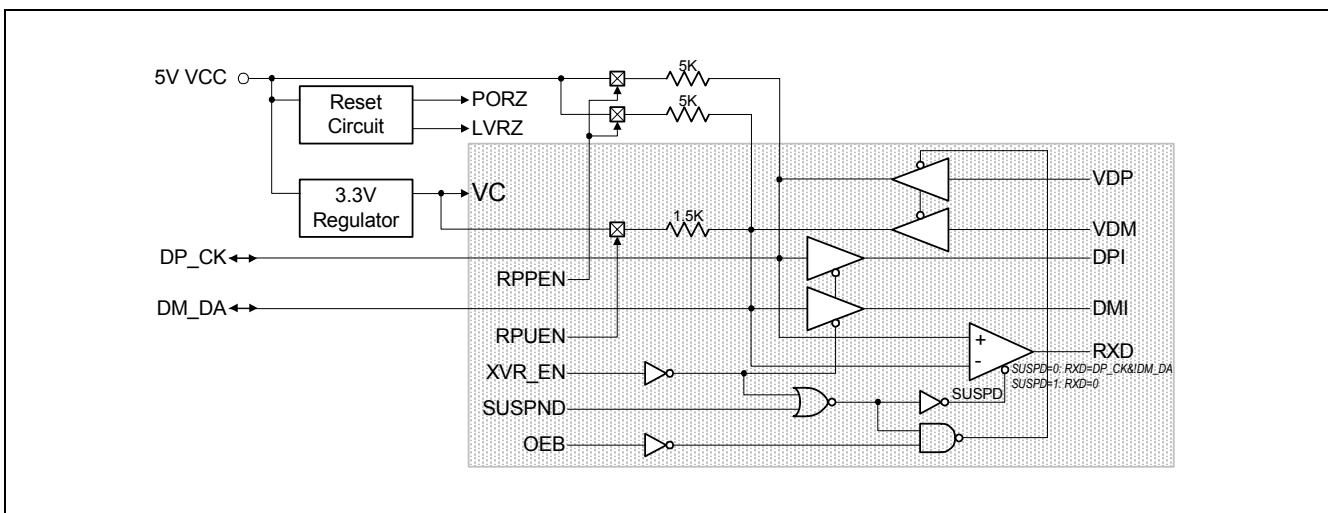 5V VCC
5K
Reset
Circuit
PORZ
LVRZ
5K
3.3V
Regulator
VC
VDP
1.5K
VDM
DP_CK
DPI
RPPEN
DM_DA
DMI
RPUEN
+
-
RXD
XVR_EN
SUSPD=0: RXD=DP_CK&!DM_DA
SUSPD=1: RXD=0
SUSPD
SUSPND
OEB